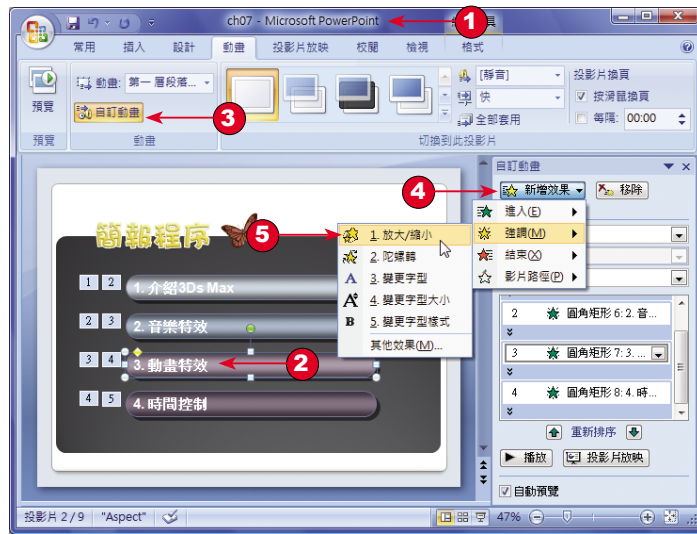 ch07 - Microsoft PowerPoint
1
具
常用 插入 設計 動畫 投影片放映 校閱 檢視 格式
預覽
動畫: 第一 層段落...
自訂動畫
3
[靜音]
快
全部套用
投影片換頁
按滑鼠換頁
每隔: 00:00
預覽 動畫 切換到此投影片
自訂動畫
4
新增效果 移除
進入(E)
強調(M)
結束(X)
影片路徑(P)
5
1. 放大/縮小
2. 陀螺轉
3. 變更字型
4. 變更字型大小
5. 變更字型樣式
其他效果(M)...
簡報程序
1 2 1. 介紹3Ds Max
2 3 2. 音樂特效
3 4 3. 動畫特效
2
4 5 4. 時間控制
2 圓角矩形 6: 2. 音...
3 圓角矩形 7: 3. ...
4 圓角矩形 8: 4. 時...
重新排序
播放 投影片放映
自動預覽
投影片 2 / 9 "Aspect" 47%